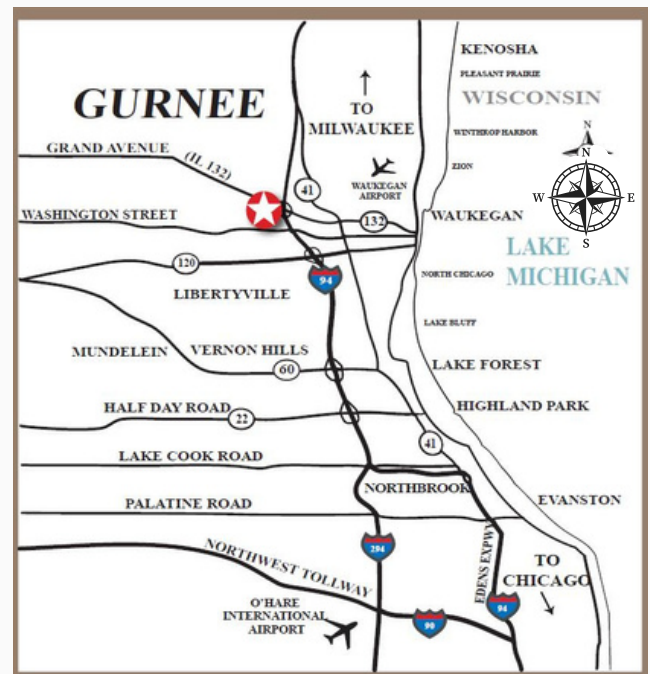 KENOSHA
PLEASANT PRAIRIE
GURNEE
WISCONSIN
TO
MILWAUKEE
WINTHROP HARBOR
N
N
GRAND AVENUE
(IL 132)
ZION
WAUKEGAN
AIRPORT
41
W
E
WASHINGTON STREET
132
WAUKEGAN
S
LAKE
MICHIGAN
120
NORTH CHICAGO
94
LIBERTYVILLE
LAKE BLUFF
MUNDELEIN
VERNON HILLS
60
LAKE FOREST
HALF DAY ROAD
22
HIGHLAND PARK
41
LAKE COOK ROAD
NORTHBROOK
EVANSTON
PALATINE ROAD
294
EDENS EXPWY
NORTHWEST TOLLWAY
TO
CHICAGO
O'HARE
INTERNATIONAL
AIRPORT
94
90